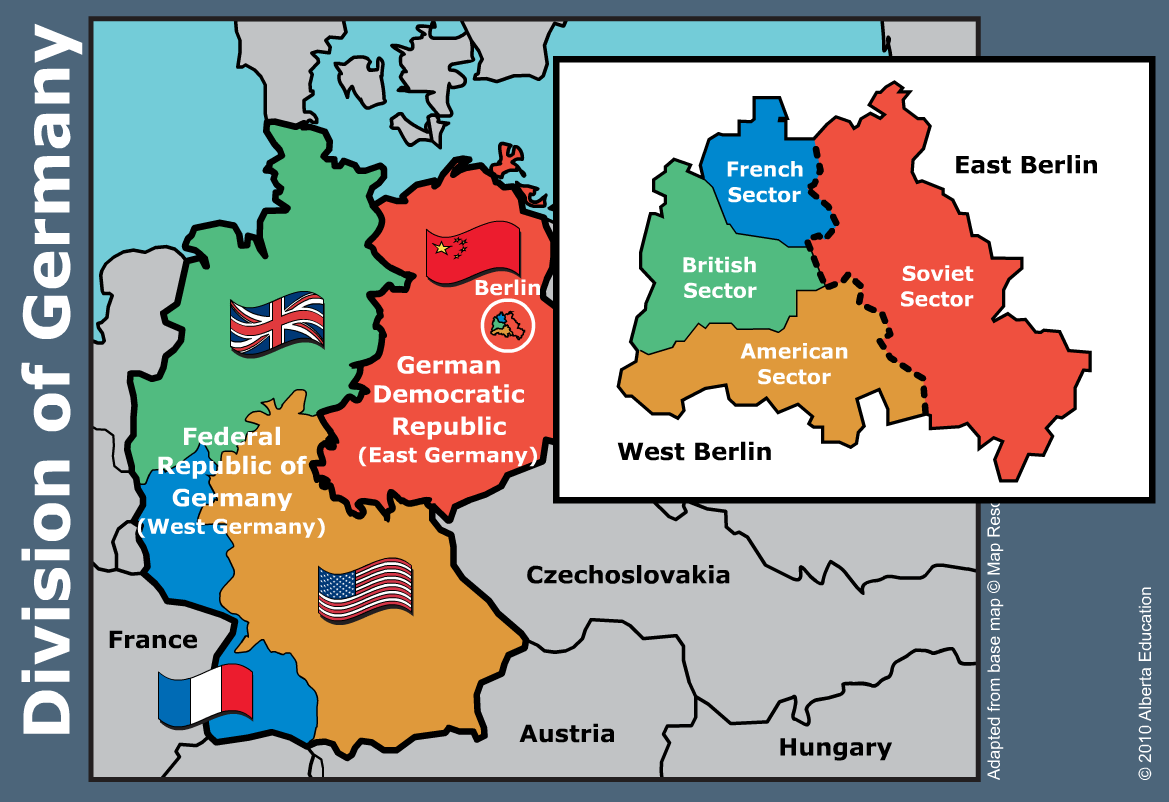 Division of Germany
Berlin
German
Democratic
Republic
(East Germany)
Federal
Republic of
Germany
(West Germany)
France
Czechoslovakia
Austria
Hungary
French
Sector
East Berlin
British
Sector
Soviet
Sector
American
Sector
West Berlin
Adapted from base map © Map
© 2010 Alberta Education